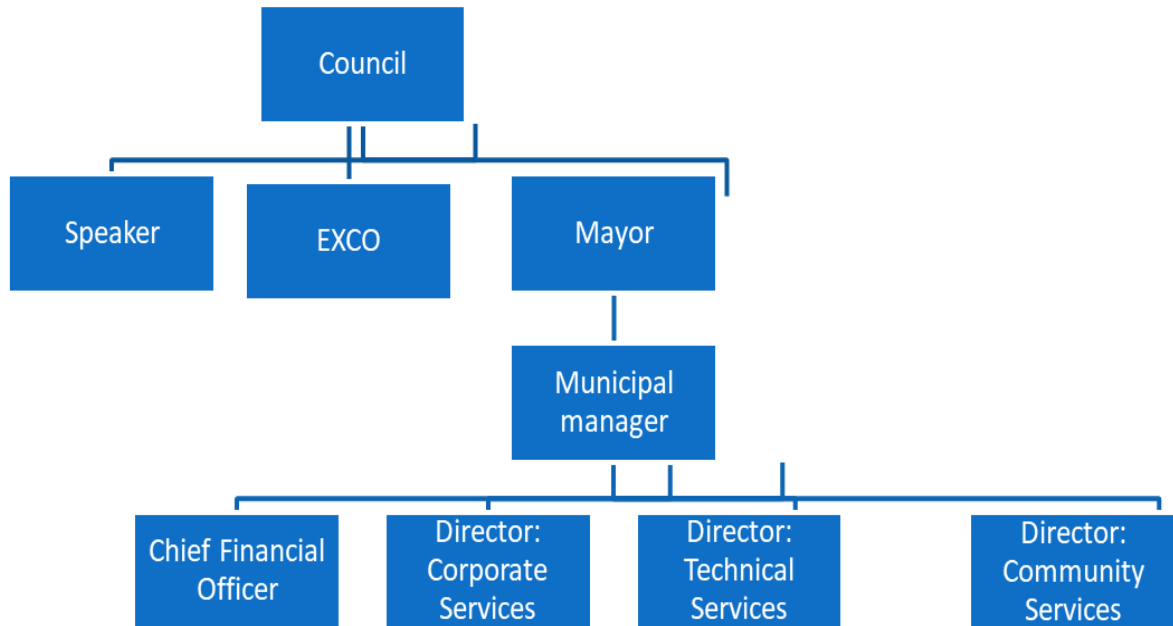 Council
Speaker
EXCO
Mayor
Municipal
manager
Chief Financial
Officer
Director:
Corporate
Services
Director:
Technical
Services
Director:
Community
Services